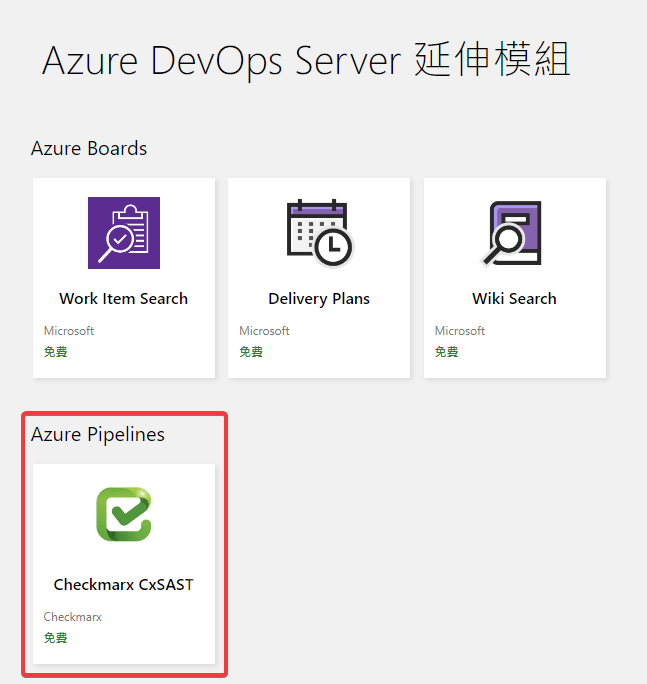 Azure DevOps Server 延伸模組
Azure Boards
Work Item Search
Microsoft
免費
Delivery Plans
Microsoft
免費
Wiki Search
Microsoft
免費
Azure Pipelines
Checkmarx CxSAST
Checkmarx
免費